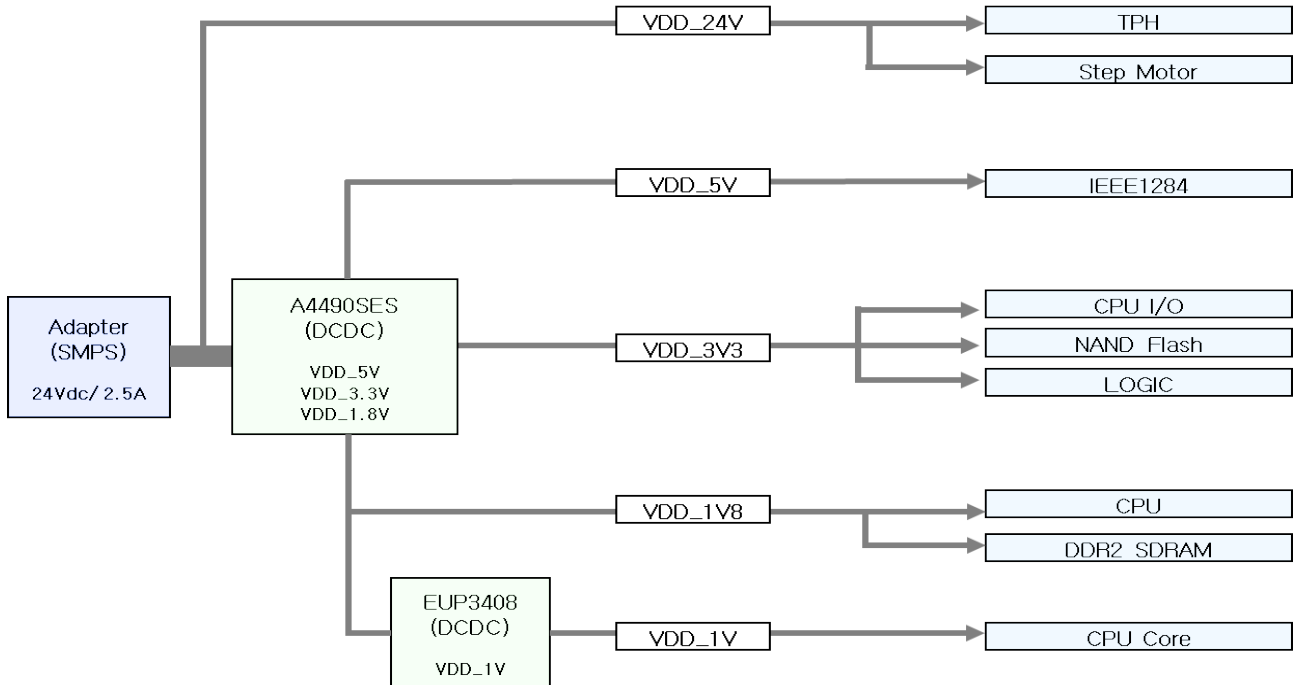 VDD_24V
TPH
Step Motor
VDD_5V
IEEE1284
Adapter
(SMPS)
24Vdc/2.5A
A4490SES
(DCDC)
VDD_5V
VDD_3.3V
VDD_1.8V
VDD_3V3
CPU I/O
NAND Flash
LOGIC
VDD_1V8
CPU
DDR2 SDRAM
EUP3408
(DCDC)
VDD_1V
VDD_1V
CPU Core